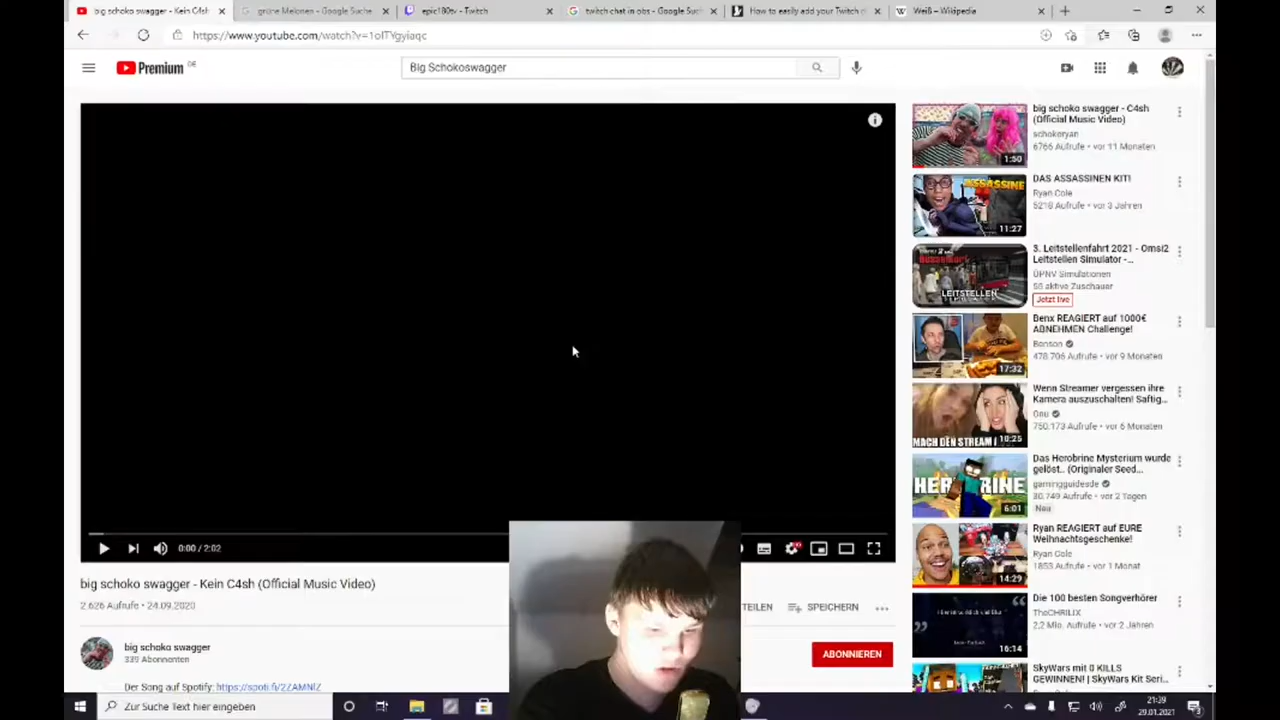 big schoko swagger - Kein C4sh
grüne Melonen - Google Suche
epic180tv - Twitch
twitch chat in obs - Google Such
How to easily add your Twitch c
Weiß – Wikipedia
https://www.youtube.com/watch?v=1oITYgyiaqc
Premium DE
Big Schokoswagger
big schoko swagger - C4sh
(Official Music Video)
schokoryan
6766 Aufrufe • vor 11 Monaten
1:50
DAS ASSASSINEN KIT!
Ryan Cole
5218 Aufrufe • vor 3 Jahren
ASSASSINE
11:27
3. Leitstellenfahrt 2021 - Omsi2
Leitstellen Simulator -...
ÖPNV Simulationen
56 aktive Zuschauer
Jetzt live
LEITSTELLEN
Benx REAGIERT auf 1000€
ABNEHMEN Challenge!
Benson
478.706 Aufrufe • vor 9 Monaten
17:32
Wenn Streamer vergessen ihre
Kamera auszuschalten! Saftig...
Gnu
750.173 Aufrufe • vor 6 Monaten
MACH DEN STREAM
10:25
Das Herobrine Mysterium wurde
gelöst.. (Originaler Seed...
gamingguidesde
30.749 Aufrufe • vor 2 Tagen
Neu
6:01
Ryan REAGIERT auf EURE
Weihnachtsgeschenke!
Ryan Cole
1853 Aufrufe • vor 1 Monat
14:29
Die 100 besten Songverhörer
TheCHRILIX
2,2 Mio. Aufrufe • vor 2 Jahren
16:14
SkyWars mit 0 KILLS
GEWINNEN! | SkyWars Kit Seri...
0:00 / 2:02
big schoko swagger - Kein C4sh (Official Music Video)
2.626 Aufrufe • 24.09.2020
TEILEN
SPEICHERN
big schoko swagger
339 Abonnenten
ABONNIEREN
Der Song auf Spotify: https://spoti.fi/2ZAMNlZ
Zur Suche Text hier eingeben
21:39
29.01.2021